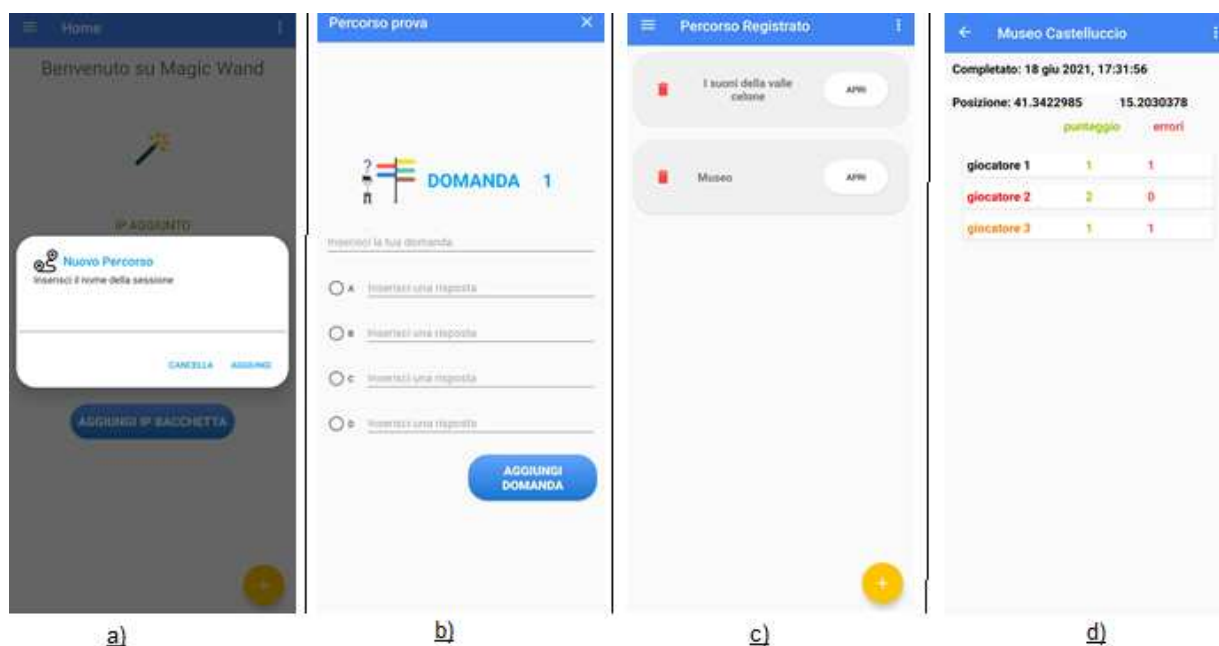 Home
Benvenuto su Magic Wand
IP AGGIUNTO
Nuovo Percorso
Inserisci il nome della sessione
CANCELLA AGGIUNGI
AGGIUNGI IP BACCHETTA
+
a)
Percorso prova ×
?
DOMANDA 1
Inserisci la tua domanda
A Inserisci una risposta
B Inserisci una risposta
C Inserisci una risposta
D Inserisci una risposta
AGGIUNGI
DOMANDA
b)
Percorso Registrato
I suoni della valle
celone
APRI
Museo APRI
+
c)
Museo Castelluccio
Completato: 18 giu 2021, 17:31:56
Posizione: 41.3422985 15.2030378
punteggio errori
giocatore 1 1 1
giocatore 2 2 0
giocatore 3 1 1
d)